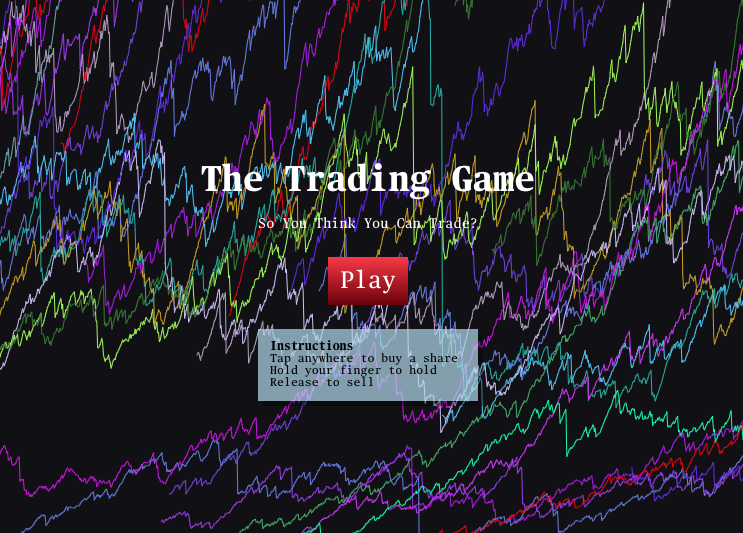 The Trading Game
So You Think You Can Trade?
Play
Instructions
Tap anywhere to buy a share
Hold your finger to hold
Release to sell